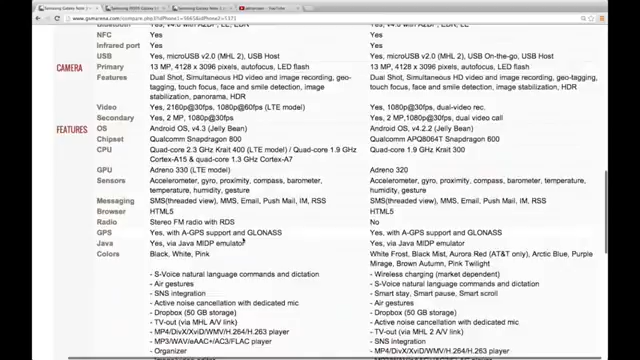 www.gsmarena.com/compare.php3?idPhone1=5665&idPhone2=5371
NFC Yes Yes
Infrared port Yes Yes
USB Yes, microUSB v2.0 (MHL 2), USB Host Yes, microUSB v2.0 (MHL 2), USB On-the-go, USB Host
CAMERA Primary 13 MP, 4128 x 3096 pixels, autofocus, LED flash 13 MP, 4128 x 3096 pixels, autofocus, LED flash
Features Dual Shot, Simultaneous HD video and image recording, geo- Dual Shot, Simultaneous HD video and image recording, geo-
tagging, touch focus, face and smile detection, image tagging, touch focus, face and smile detection, image
stabilization, panorama, HDR stabilization, HDR
Video Yes, 2160p@30fps, 1080p@60fps (LTE model) Yes, 1080p@30fps, dual-video rec.
Secondary Yes, 2 MP, 1080p@30fps Yes, 2 MP, 1080p@30fps, dual video call
FEATURES OS Android OS, v4.3 (Jelly Bean) Android OS, v4.2.2 (Jelly Bean)
Chipset Qualcomm Snapdragon 800 Qualcomm APQ8064T Snapdragon 600
CPU Quad-core 2.3 GHz Krait 400 (LTE model) / Quad-core 1.9 GHz Quad-core 1.9 GHz Krait 300
Cortex-A15 & quad-core 1.3 GHz Cortex-A7
GPU Adreno 330 (LTE model) Adreno 320
Sensors Accelerometer, gyro, proximity, compass, barometer, Accelerometer, gyro, proximity, compass, barometer,
temperature, humidity, gesture temperature, humidity, gesture
Messaging SMS(threaded view), MMS, Email, Push Mail, IM, RSS SMS(threaded view), MMS, Email, Push Mail, IM, RSS
Browser HTML5 HTML5
Radio Stereo FM radio with RDS No
GPS Yes, with A-GPS support and GLONASS Yes, with A-GPS support and GLONASS
Java Yes, via Java MIDP emulator Yes, via Java MIDP emulator
Colors Black, White, Pink White Frost, Black Mist, Aurora Red (AT&T only), Arctic Blue, Purple
Mirage, Brown Autumn, Pink Twilight
- S-Voice natural language commands and dictation - Wireless charging (market dependent)
- Air gestures - S-Voice natural language commands and dictation
- SNS integration - Smart stay, Smart pause, Smart scroll
- Active noise cancellation with dedicated mic - Air gestures
- Dropbox (50 GB storage) - Dropbox (50 GB storage)
- TV-out (via MHL A/V link) - Active noise cancellation with dedicated mic
- MP4/DivX/XviD/WMV/H.264/H.263 player - TV-out (via MHL 2 A/V link)
- MP3/WAV/eAAC+/AC3/FLAC player - SNS integration
- Organizer - MP4/DivX/XviD/WMV/H.264/H.263 player